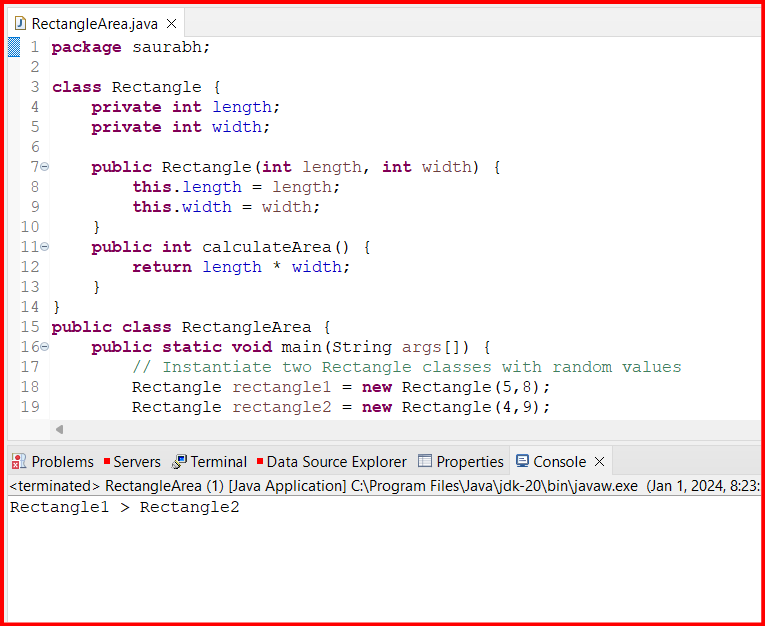 RectangleArea.java
1 package saurabh;
2
3 class Rectangle {
4     private int length;
5     private int width;
6
7     public Rectangle(int length, int width) {
8         this.length = length;
9         this.width = width;
10     }
11     public int calculateArea() {
12         return length * width;
13     }
14 }
15 public class RectangleArea {
16     public static void main(String args[]) {
17         // Instantiate two Rectangle classes with random values
18         Rectangle rectangle1 = new Rectangle(5,8);
19         Rectangle rectangle2 = new Rectangle(4,9);
Problems Servers Terminal Data Source Explorer Properties Console
<terminated> RectangleArea (1) [Java Application] C:\Program Files\Java\jdk-20\bin\javaw.exe (Jan 1, 2024, 8:23:
Rectangle1 > Rectangle2